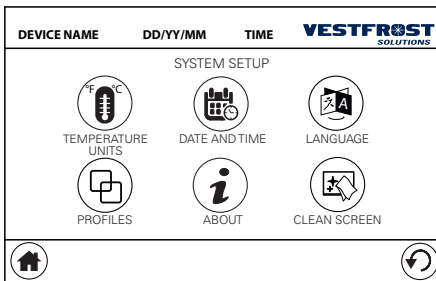 DEVICE NAME DD/YY/MM TIME VESTFROST
SOLUTIONS
SYSTEM SETUP
°F °C
文 A
TEMPERATURE UNITS
DATE AND TIME
LANGUAGE
i
PROFILES
ABOUT
CLEAN SCREEN